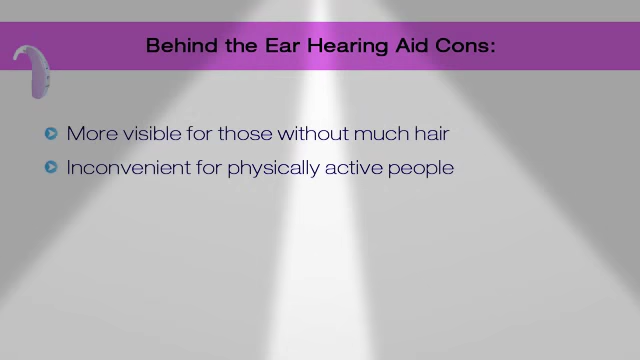 Behind the Ear Hearing Aid Cons:
More visible for those without much hair
Inconvenient for physically active people